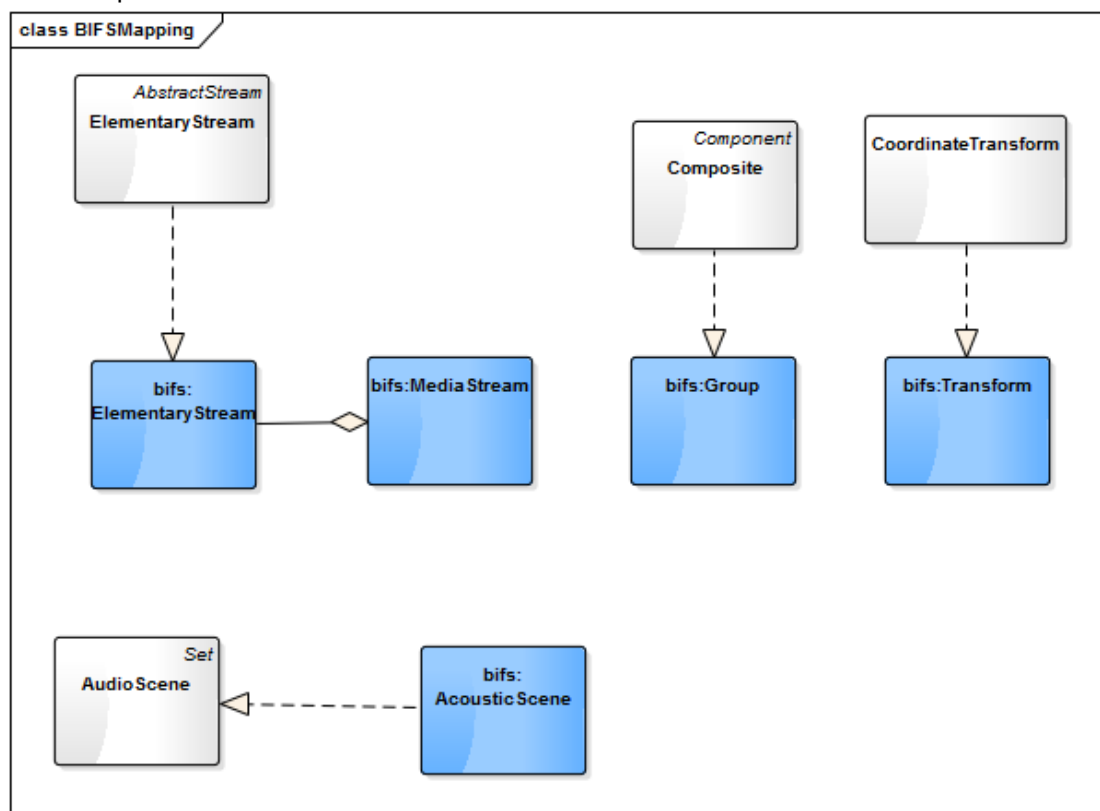 class BIFSMapping
AbstractStream
ElementaryStream
Component
Composite
CoordinateTransform
bifs:
ElementaryStream
bifs:MediaStream
bifs:Group
bifs:Transform
Set
AudioScene
bifs:
AcousticScene